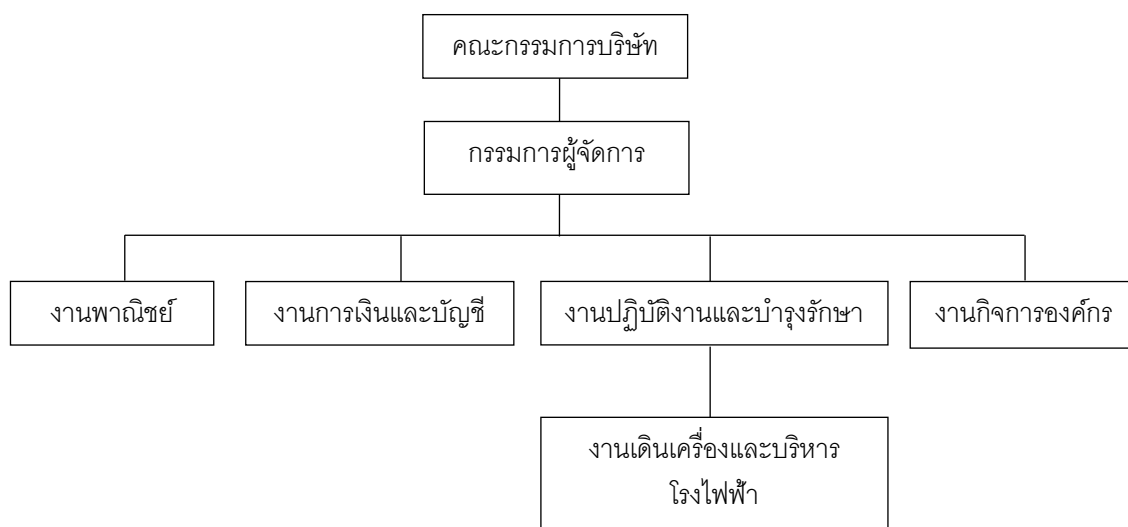 คณะกรรมการบริษัท
กรรมการผู้จัดการ
งานพาณิชย์
งานการเงินและบัญชี
งานปฏิบัติงานและบำรุงรักษา
งานกิจการองค์กร
งานเดินเครื่องและบริหาร
โรงไฟฟ้า